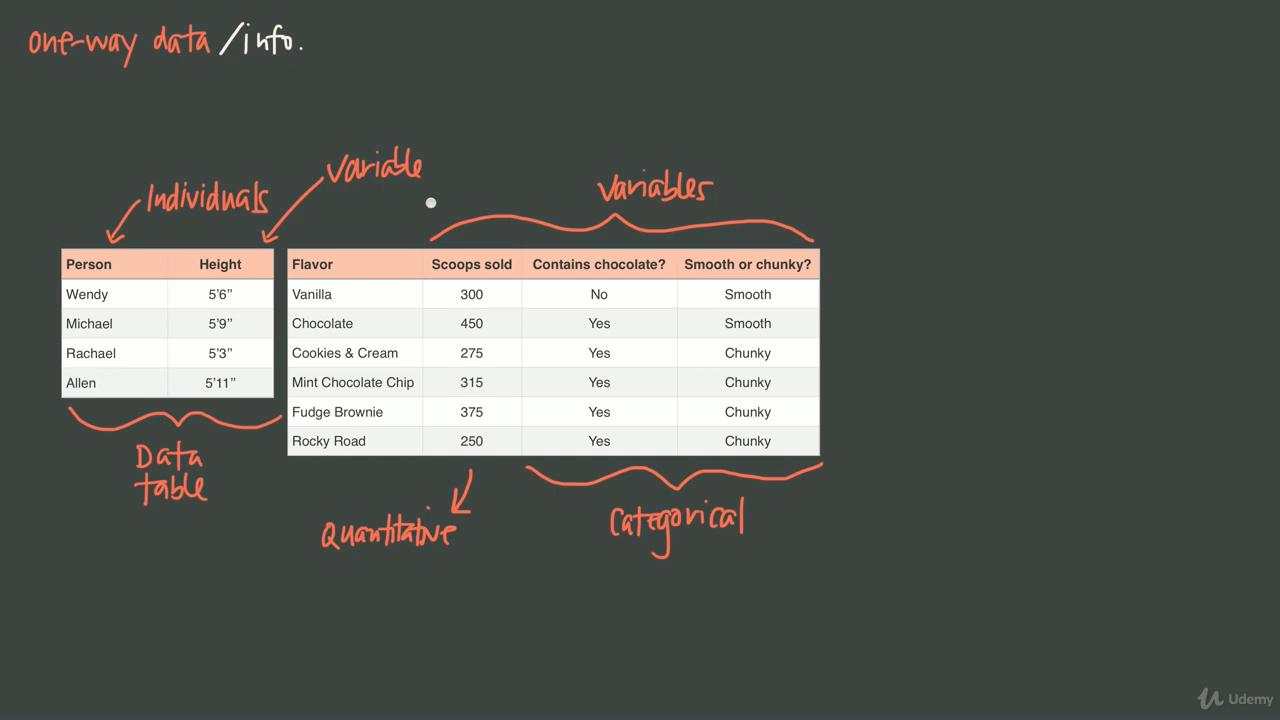 one-way data /info.
Variable
Individuals
Variables
Person Height
Wendy 5'6”
Michael 5'9”
Rachael 5'3”
Allen 5'11”
Data
table
Flavor Scoops sold Contains chocolate? Smooth or chunky?
Vanilla 300 No Smooth
Chocolate 450 Yes Smooth
Cookies & Cream 275 Yes Chunky
Mint Chocolate Chip 315 Yes Chunky
Fudge Brownie 375 Yes Chunky
Rocky Road 250 Yes Chunky
Quantitative
Categorical
Udemy